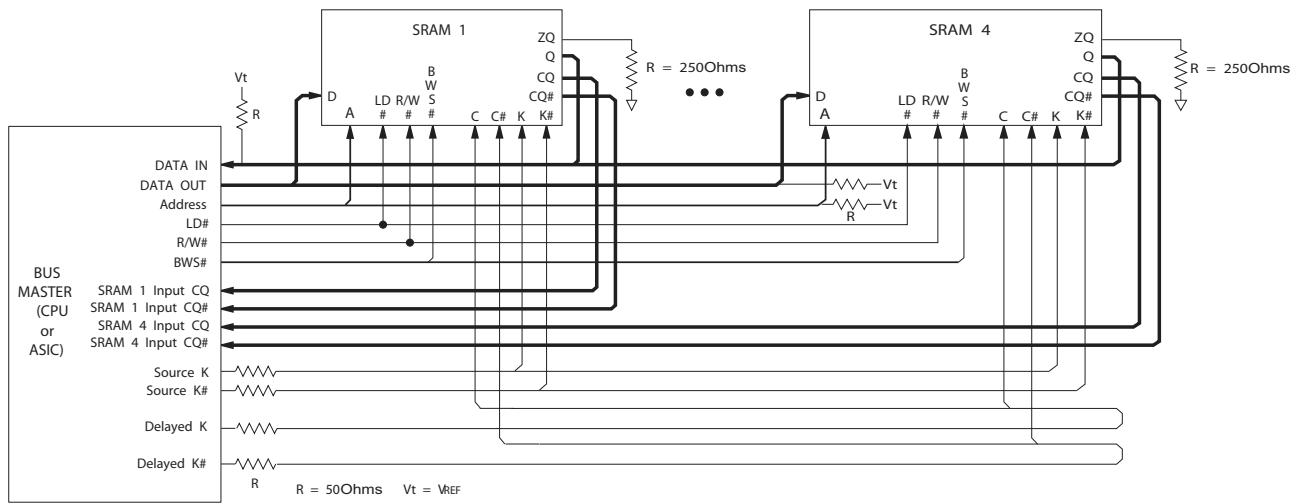 SRAM 1
ZQ
Q
CQ
CQ#
D
A
LD
#
R/W
#
B
W
S
#
C
C#
K
K#
R = 250Ohms
SRAM 4
ZQ
Q
CQ
CQ#
D
A
LD
#
R/W
#
B
W
S
#
C
C#
K
K#
R = 250Ohms
Vt
R
DATA IN
DATA OUT
Address
LD#
R/W#
BWS#
Vt
Vt
R
BUS
MASTER
(CPU
or
ASIC)
SRAM 1 Input CQ
SRAM 1 Input CQ#
SRAM 4 Input CQ
SRAM 4 Input CQ#
Source K
Source K#
Delayed K
Delayed K#
R
R = 50Ohms Vt = VREF